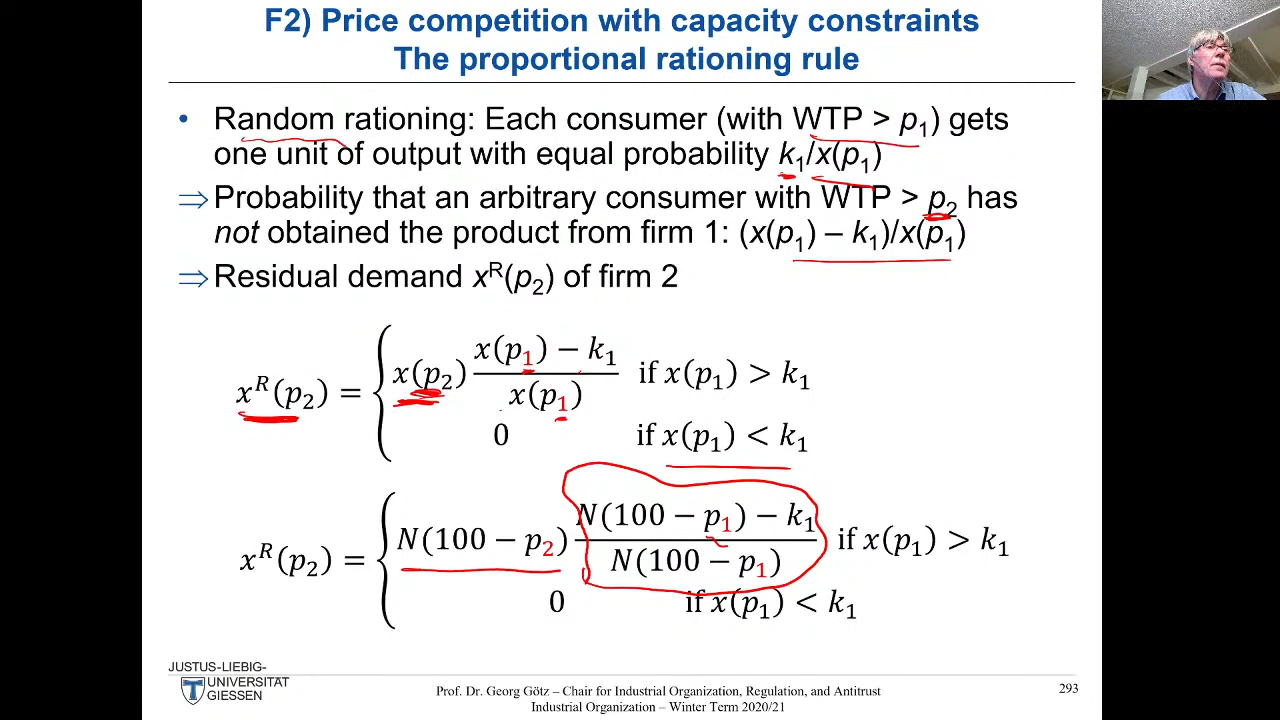 F2) Price competition with capacity constraints
The proportional rationing rule
• Random rationing: Each consumer (with WTP > p₁) gets
one unit of output with equal probability k₁/x(p₁)
⇒ Probability that an arbitrary consumer with WTP > p₂ has
not obtained the product from firm 1: (x(p₁) – k₁)/x(p₁)
⇒ Residual demand xᴿ(p₂) of firm 2
xᴿ(p₂) = { x(p₂) (x(p₁) − k₁)/x(p₁) if x(p₁) > k₁
0 if x(p₁) < k₁
xᴿ(p₂) = { N(100 − p₂) (N(100 − p₁) − k₁)/N(100 − p₁) if x(p₁) > k₁
0 if x(p₁) < k₁
JUSTUS-LIEBIG-
UNIVERSITÄT
GIESSEN
Prof. Dr. Georg Götz – Chair for Industrial Organization, Regulation, and Antitrust
Industrial Organization – Winter Term 2020/21
293